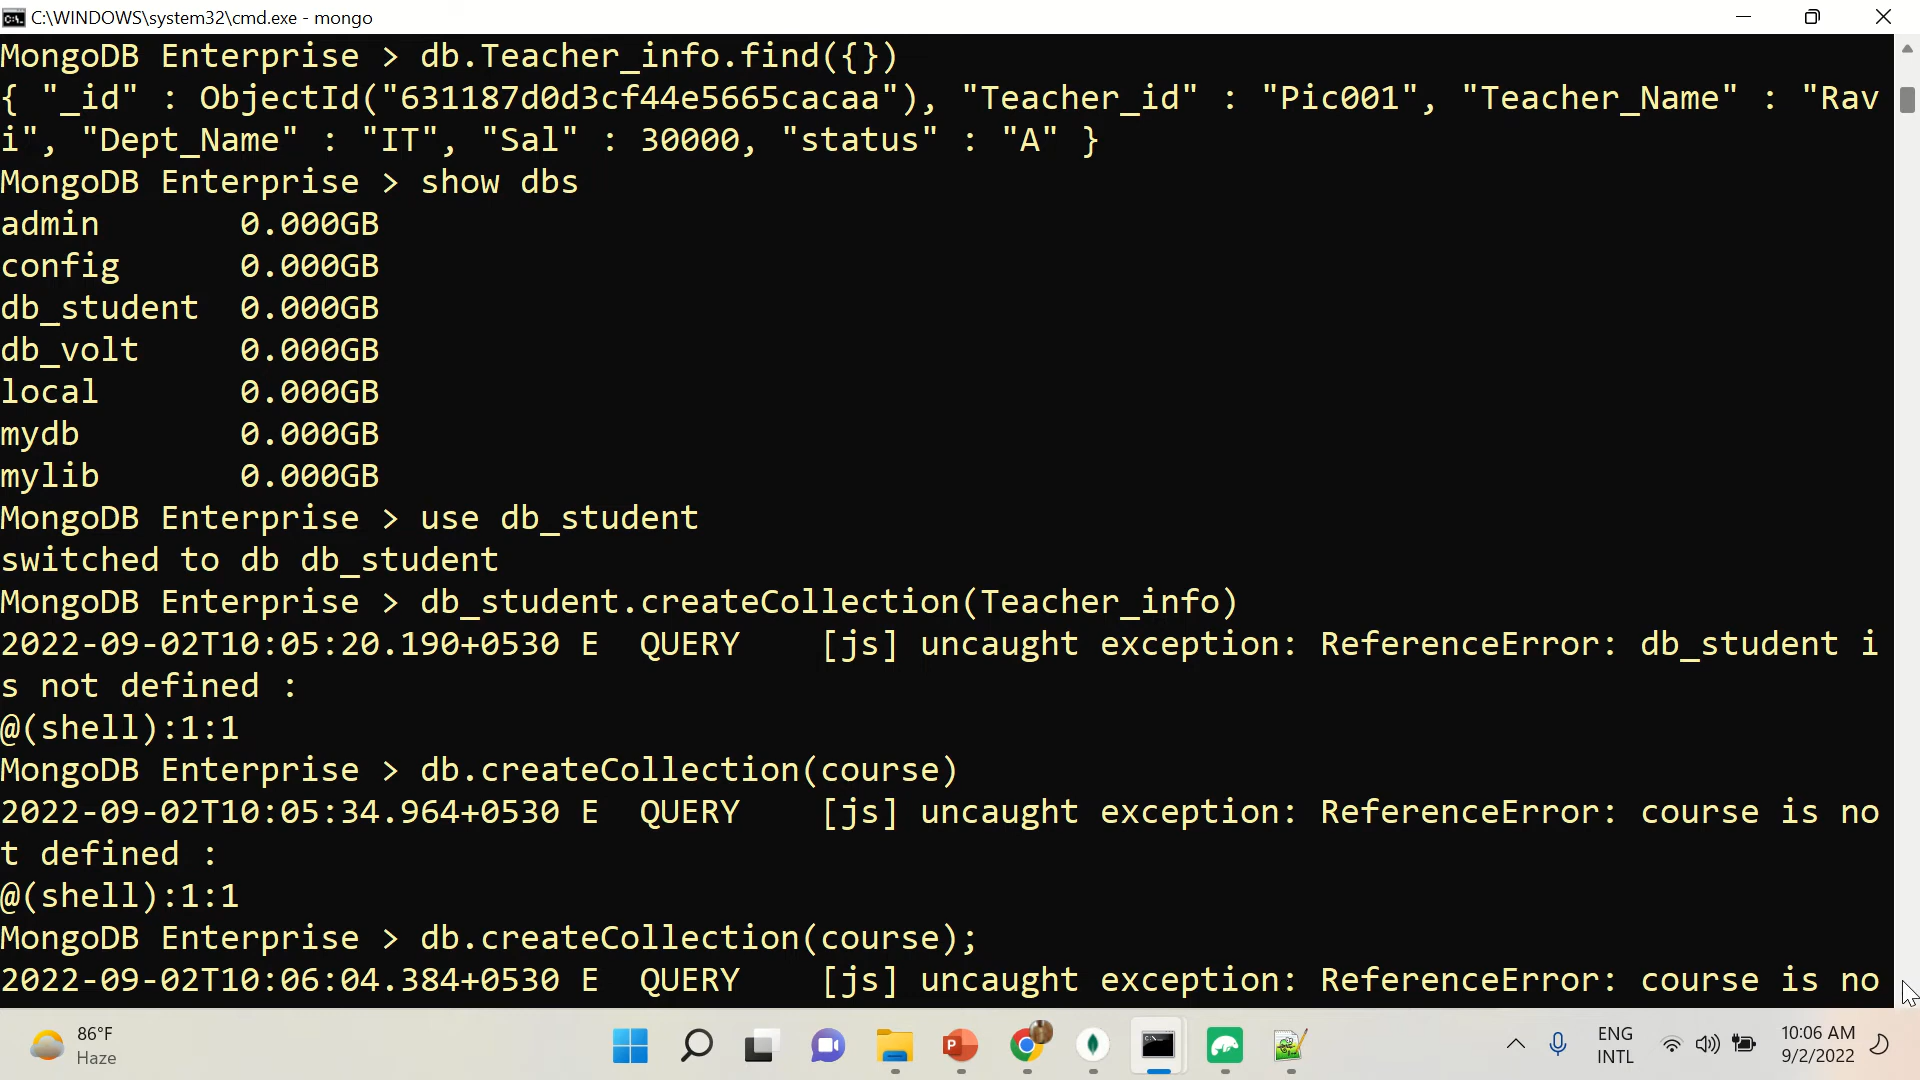 C:\WINDOWS\system32\cmd.exe - mongo
MongoDB Enterprise > db.Teacher_info.find({})
{ "_id" : ObjectId("631187d0d3cf44e5665cacaa"), "Teacher_id" : "Pic001", "Teacher_Name" : "Rav
i", "Dept_Name" : "IT", "Sal" : 30000, "status" : "A" }
MongoDB Enterprise > show dbs
admin       0.000GB
config      0.000GB
db_student  0.000GB
db_volt     0.000GB
local       0.000GB
mydb        0.000GB
mylib       0.000GB
MongoDB Enterprise > use db_student
switched to db db_student
MongoDB Enterprise > db_student.createCollection(Teacher_info)
2022-09-02T10:05:20.190+0530 E  QUERY    [js] uncaught exception: ReferenceError: db_student i
s not defined :
@(shell):1:1
MongoDB Enterprise > db.createCollection(course)
2022-09-02T10:05:34.964+0530 E  QUERY    [js] uncaught exception: ReferenceError: course is no
t defined :
@(shell):1:1
MongoDB Enterprise > db.createCollection(course);
2022-09-02T10:06:04.384+0530 E  QUERY    [js] uncaught exception: ReferenceError: course is no
86°F
Haze
ENG
INTL
10:06 AM
9/2/2022